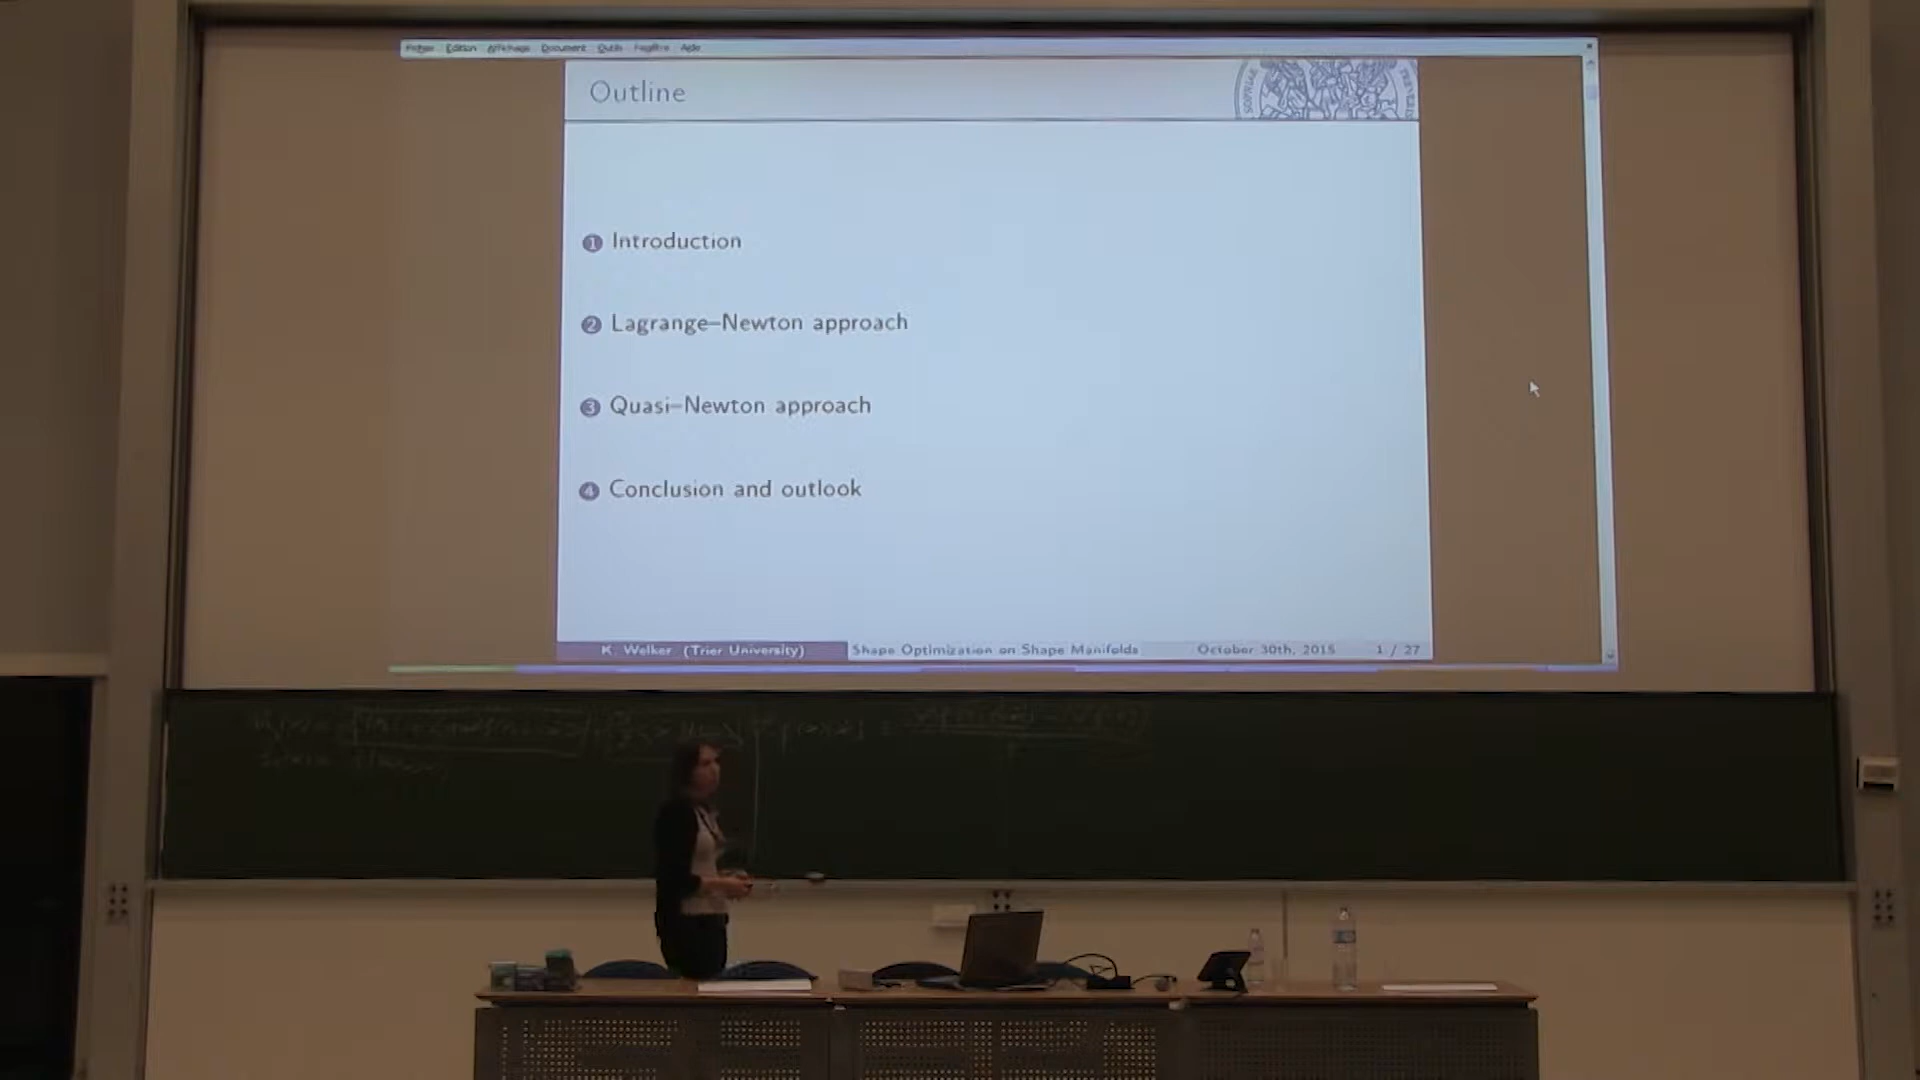 Fichier Edition Affichage Document Outils Fenêtre Aide
Outline
1 Introduction
2 Lagrange–Newton approach
3 Quasi–Newton approach
4 Conclusion and outlook
K. Welker (Trier University) Shape Optimization on Shape Manifolds October 30th, 2015 1 / 27